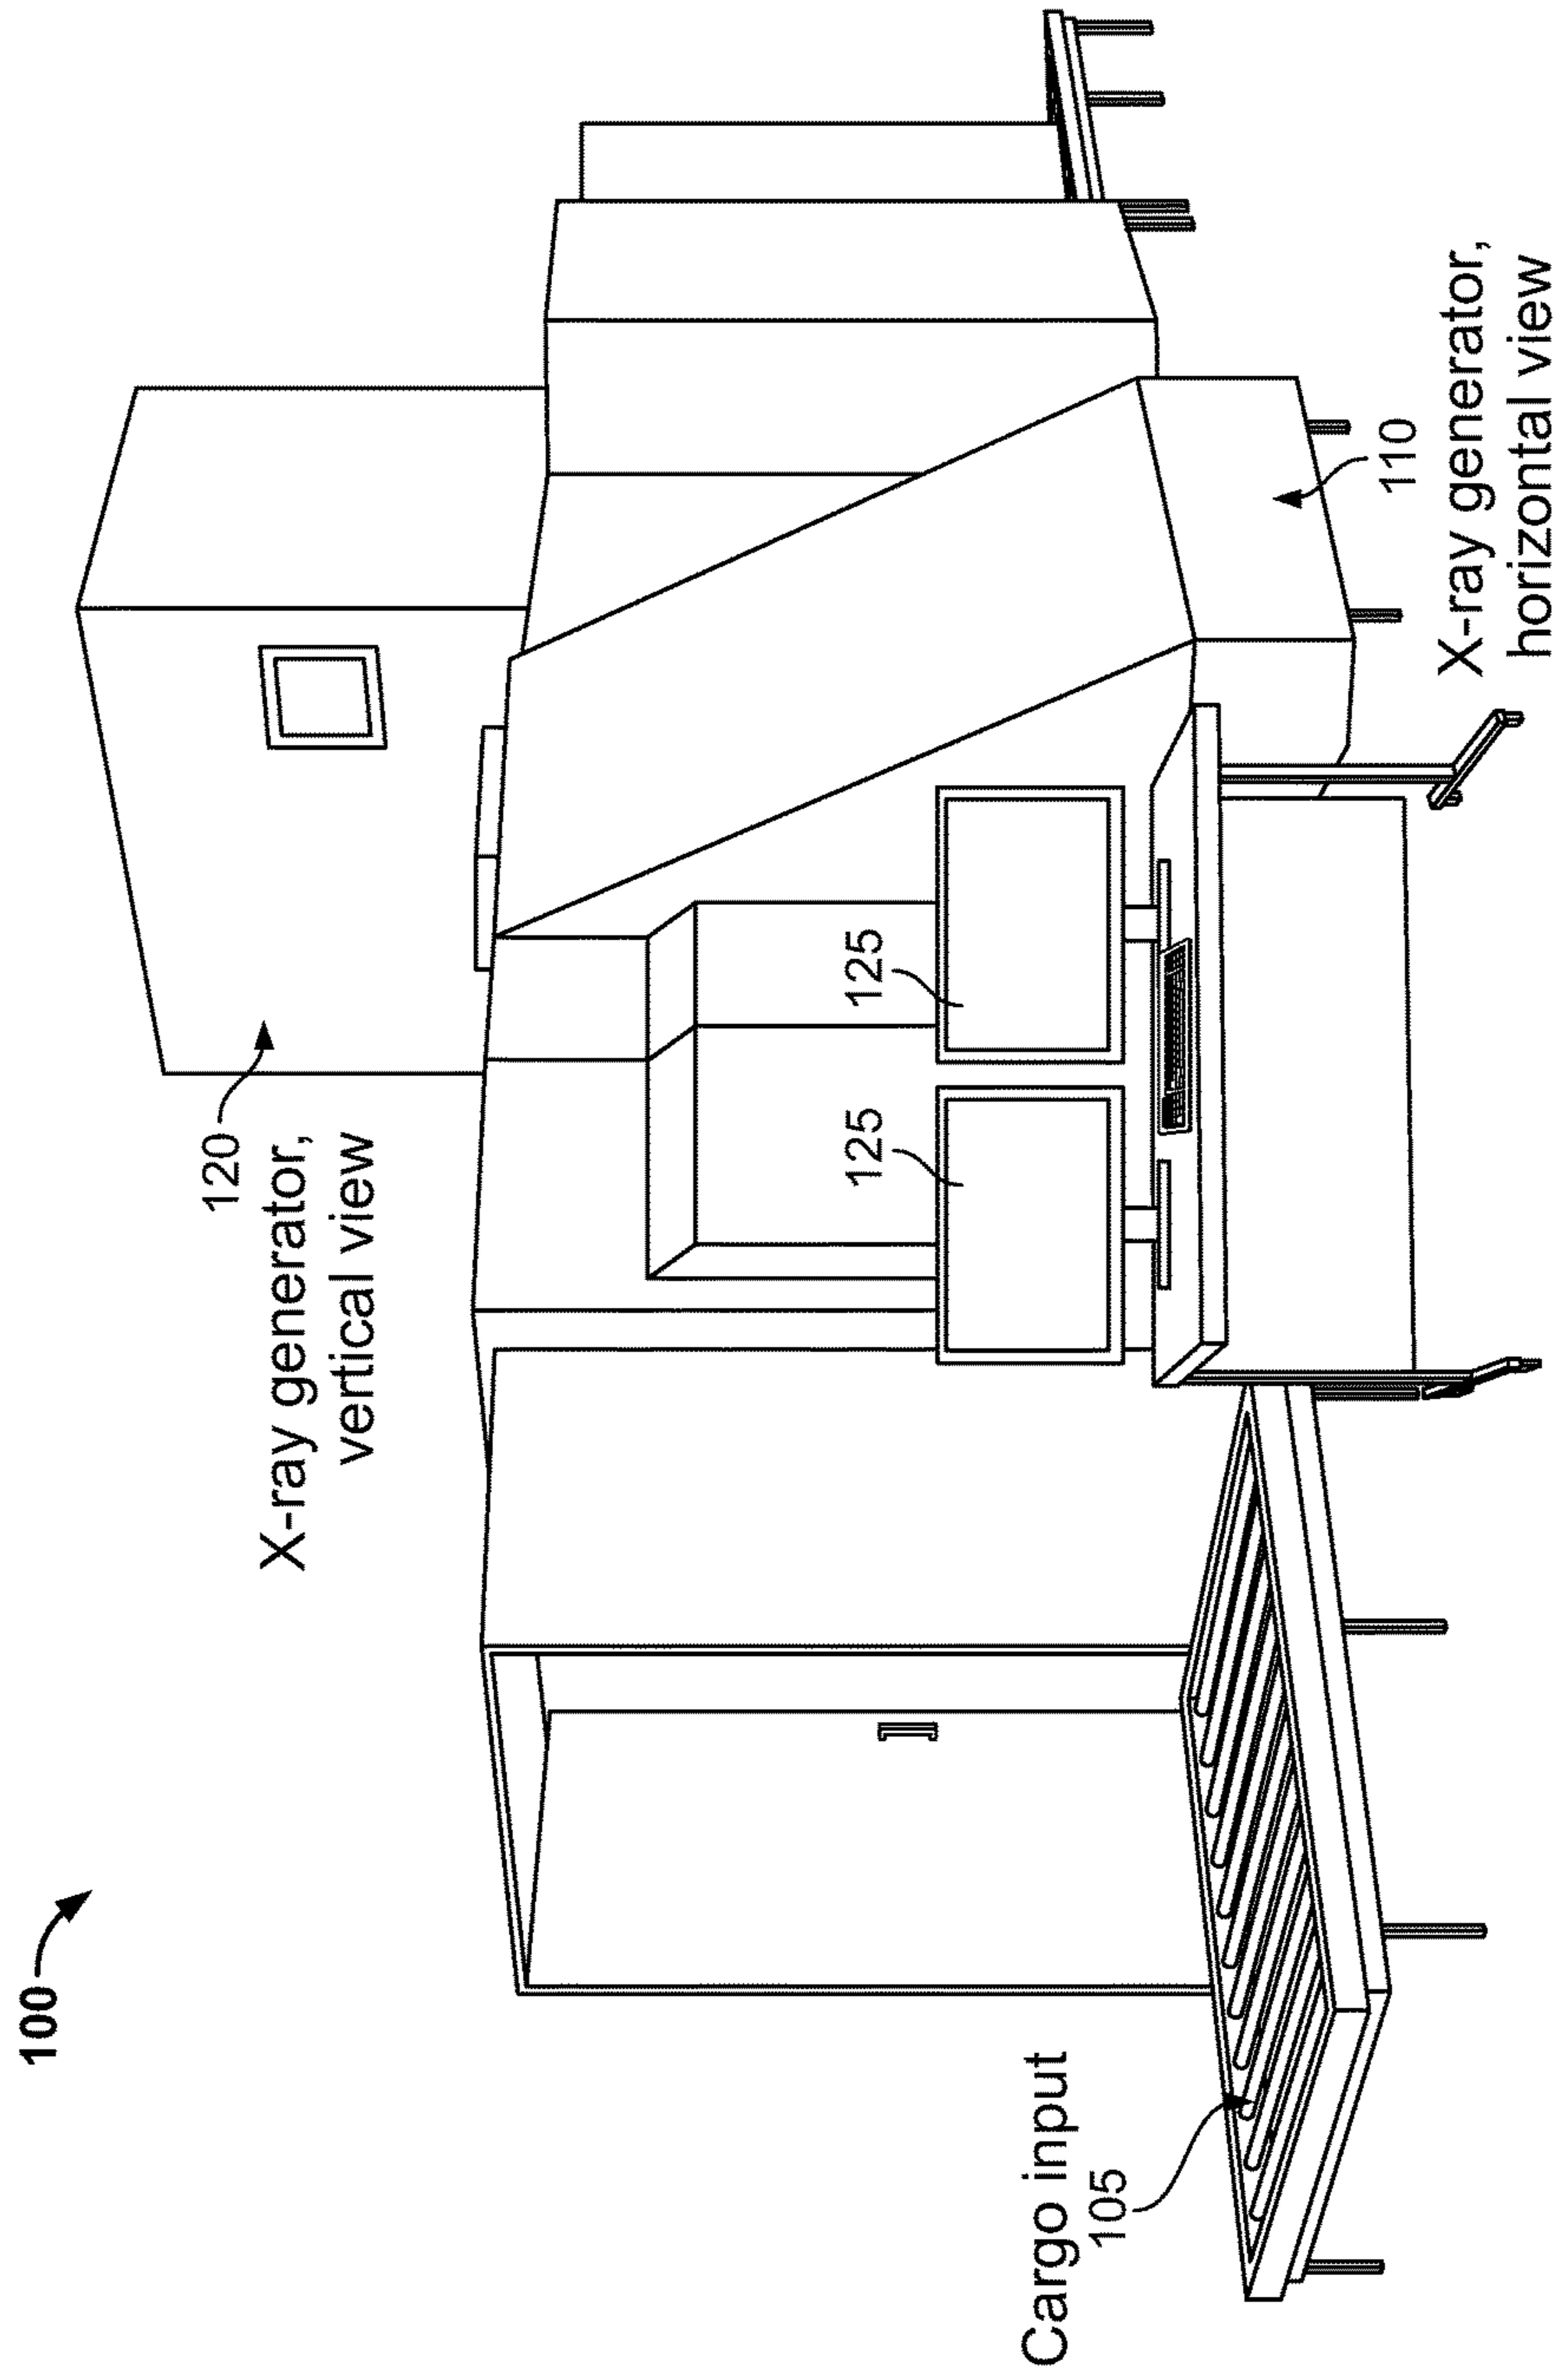 100
120
X-ray generator,
vertical view
125
125
Cargo input
105
110
X-ray generator,
horizontal view